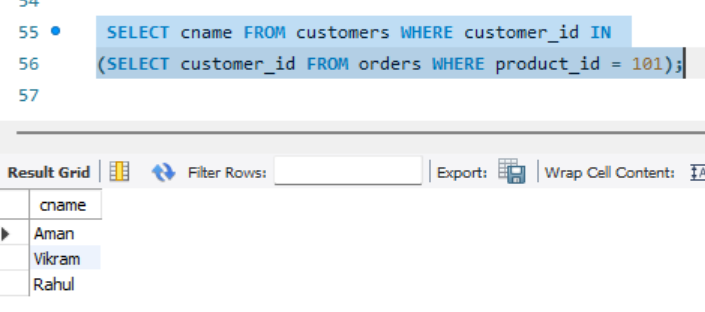 54
55 SELECT cname FROM customers WHERE customer_id IN
56 (SELECT customer_id FROM orders WHERE product_id = 101);
57
Result Grid Filter Rows: Export: Wrap Cell Content:
cname
Aman
Vikram
Rahul